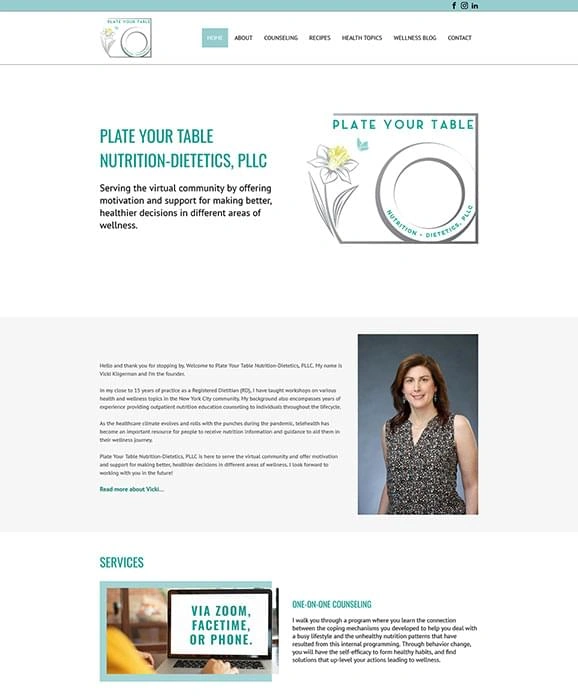 PLATE YOUR TABLE
HOME ABOUT COUNSELING RECIPES HEALTH TOPICS WELLNESS BLOG CONTACT
PLATE YOUR TABLE
NUTRITION-DIETETICS, PLLC
Serving the virtual community by offering
motivation and support for making better,
healthier decisions in different areas of
wellness.
PLATE YOUR TABLE
NUTRITION • DIETETICS, PLLC
Hello and thank you for stopping by. Welcome to Plate Your Table Nutrition-Dietetics, PLLC. My name is
Vicki Kligerman and I'm the founder.
In my close to 15 years of practice as a Registered Dietitian (RD), I have taught workshops on various
health and wellness topics in the New York City community. My background also encompasses years of
experience providing outpatient nutrition education counseling to individuals throughout the lifecycle.
As the healthcare climate evolves and rolls with the punches during the pandemic, telehealth has
become an important resource for people to receive nutrition information and guidance to aid them in
their wellness journey.
Plate Your Table Nutrition-Dietetics, PLLC is here to serve the virtual community and offer motivation
and support for making better, healthier decisions in different areas of wellness. I look forward to
working with you in the future!
Read more about Vicki...
SERVICES
VIA ZOOM,
FACETIME,
OR PHONE.
ONE-ON-ONE COUNSELING
I walk you through a program where you learn the connection
between the coping mechanisms you developed to help you deal with
a busy lifestyle and the unhealthy nutrition patterns that have
resulted from this internal programming. Through behavior change,
you will have the self-efficacy to form healthy habits, and find
solutions that up-level your actions leading to wellness.